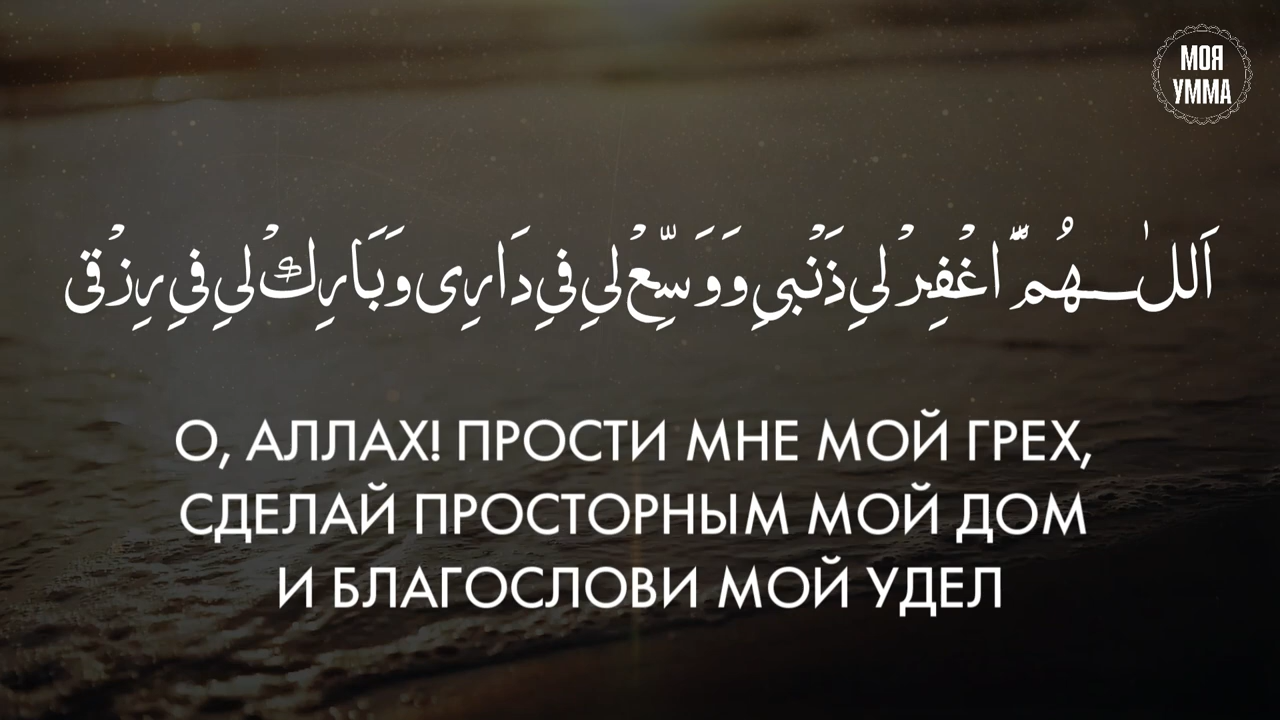 МОЯ
УММА
اَللّٰهُمَّ اغْفِرْ لِي ذَنْبِي وَوَسِّعْ لِي فِي دَارِى وَبَارِكْ لِي فِي رِزْقِى
О, АЛЛАХ! ПРОСТИ МНЕ МОЙ ГРЕХ,
СДЕЛАЙ ПРОСТОРНЫМ МОЙ ДОМ
И БЛАГОСЛОВИ МОЙ УДЕЛ